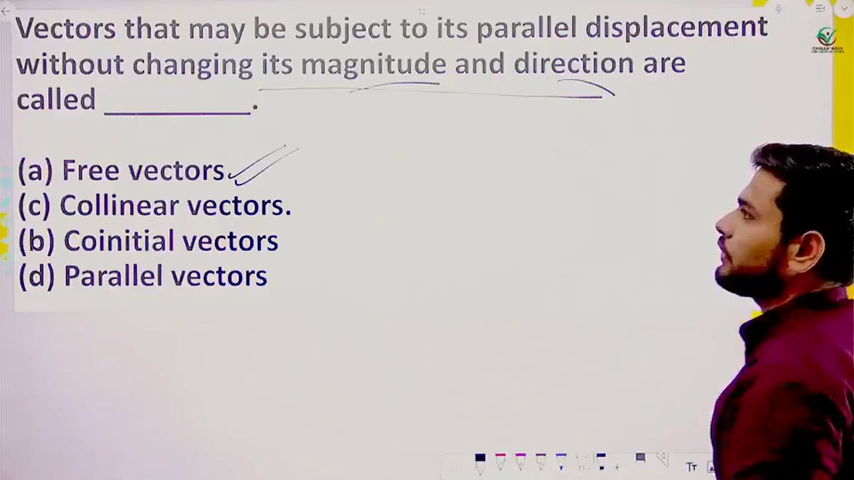 Vectors that may be subject to its parallel displacement
without changing its magnitude and direction are
called __________.
(a) Free vectors
(c) Collinear vectors.
(b) Coinitial vectors
(d) Parallel vectors
Tт